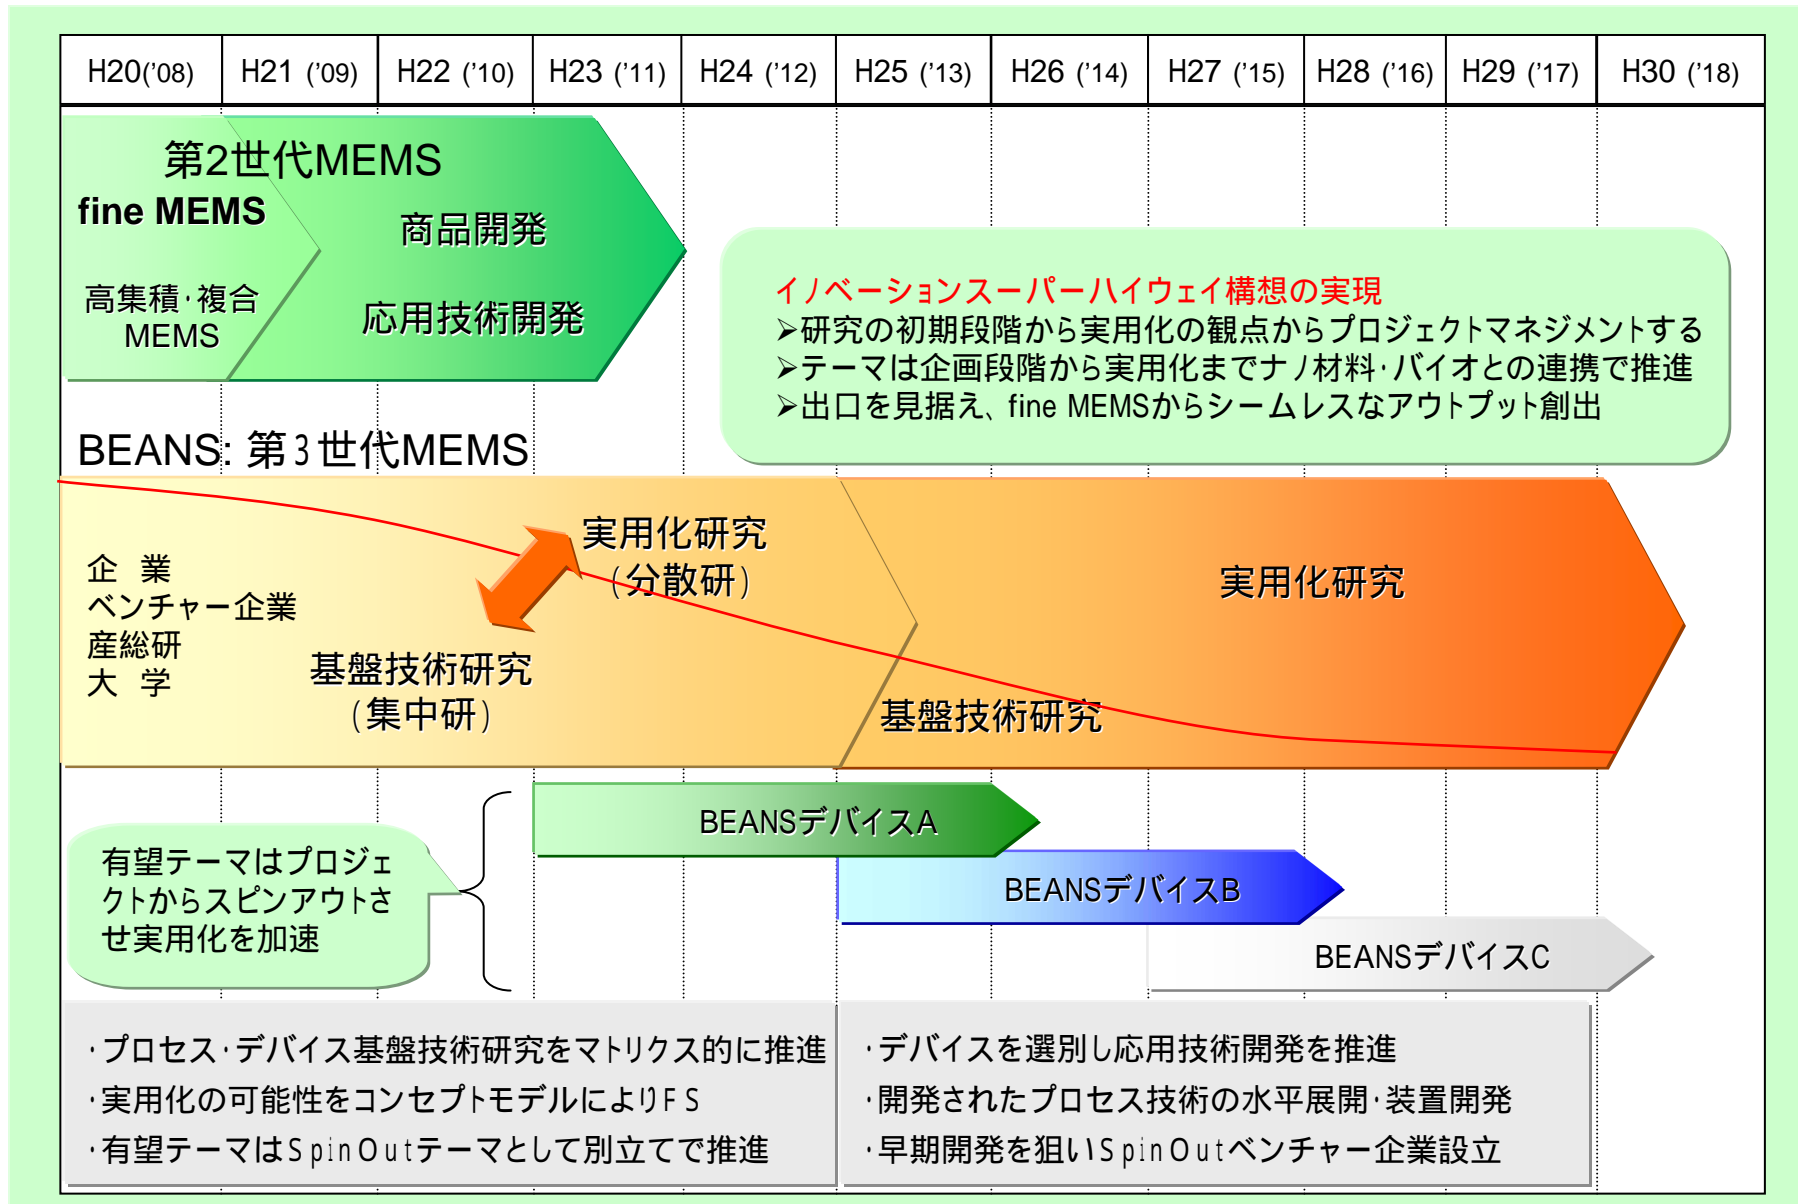 H20('08) H21 ('09) H22 ('10) H23 ('11) H24 ('12) H25 ('13) H26 ('14) H27 ('15) H28 ('16) H29 ('17) H30 ('18)
第2世代MEMS
fine MEMS
商品開発
高集積・複合
MEMS
応用技術開発
イノベーションスーパーハイウェイ構想の実現
➢研究の初期段階から実用化の観点からプロジェクトマネジメントする
➢テーマは企画段階から実用化までナノ材料・バイオとの連携で推進
➢出口を見据え、fine MEMSからシームレスなアウトプット創出
BEANS: 第3世代MEMS
企 業
ベンチャー企業
産総研
大 学
実用化研究
(分散研)
基盤技術研究
(集中研)
実用化研究
基盤技術研究
BEANSデバイスA
BEANSデバイスB
BEANSデバイスC
有望テーマはプロジェ
クトからスピンアウトさ
せ実用化を加速
・プロセス・デバイス基盤技術研究をマトリクス的に推進
・実用化の可能性をコンセプトモデルによりFS
・有望テーマはSpinOutテーマとして別立てで推進
・デバイスを選別し応用技術開発を推進
・開発されたプロセス技術の水平展開・装置開発
・早期開発を狙いSpinOutベンチャー企業設立